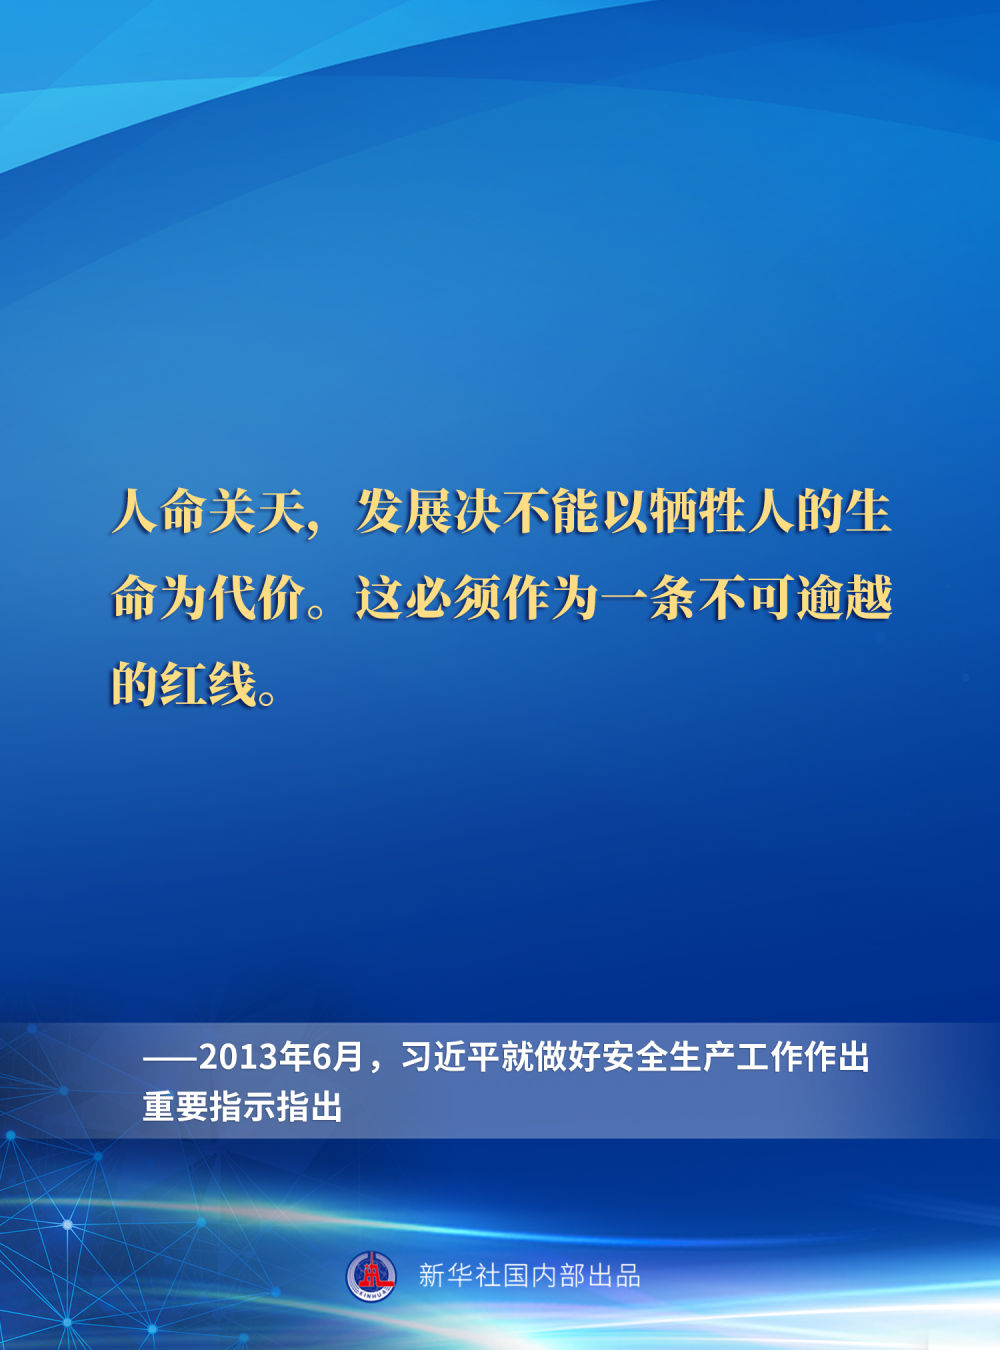 人命关天，发展决不能以牺牲人的生
命为代价。这必须作为一条不可逾越
的红线。
——2013年6月，习近平就做好安全生产工作作出
重要指示指出
XINHUA
新华社国内部出品